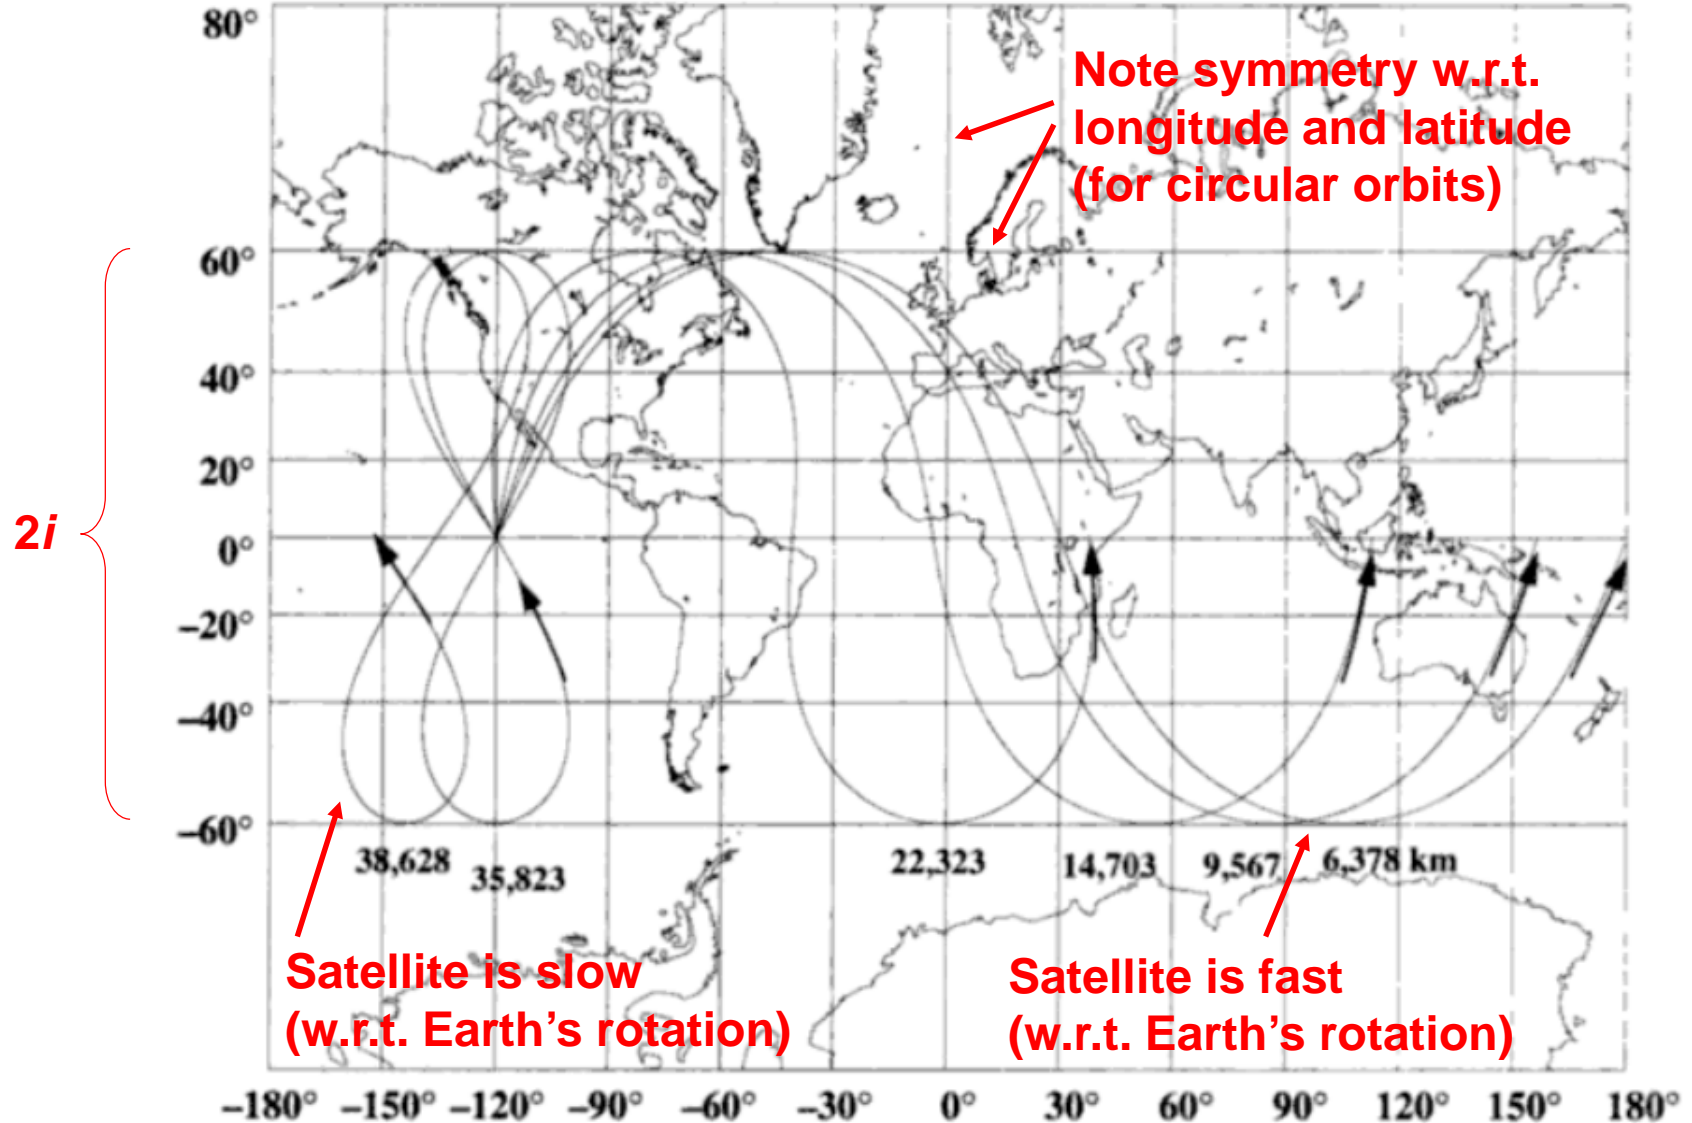 80°
Note symmetry w.r.t.
longitude and latitude
(for circular orbits)
60°
40°
20°
2i
0°
–20°
–40°
–60°
38,628
35,823
22,323
14,703
9,567
6,378 km
Satellite is slow
(w.r.t. Earth’s rotation)
Satellite is fast
(w.r.t. Earth’s rotation)
–180° –150° –120° –90° –60° –30° 0° 30° 60° 90° 120° 150° 180°